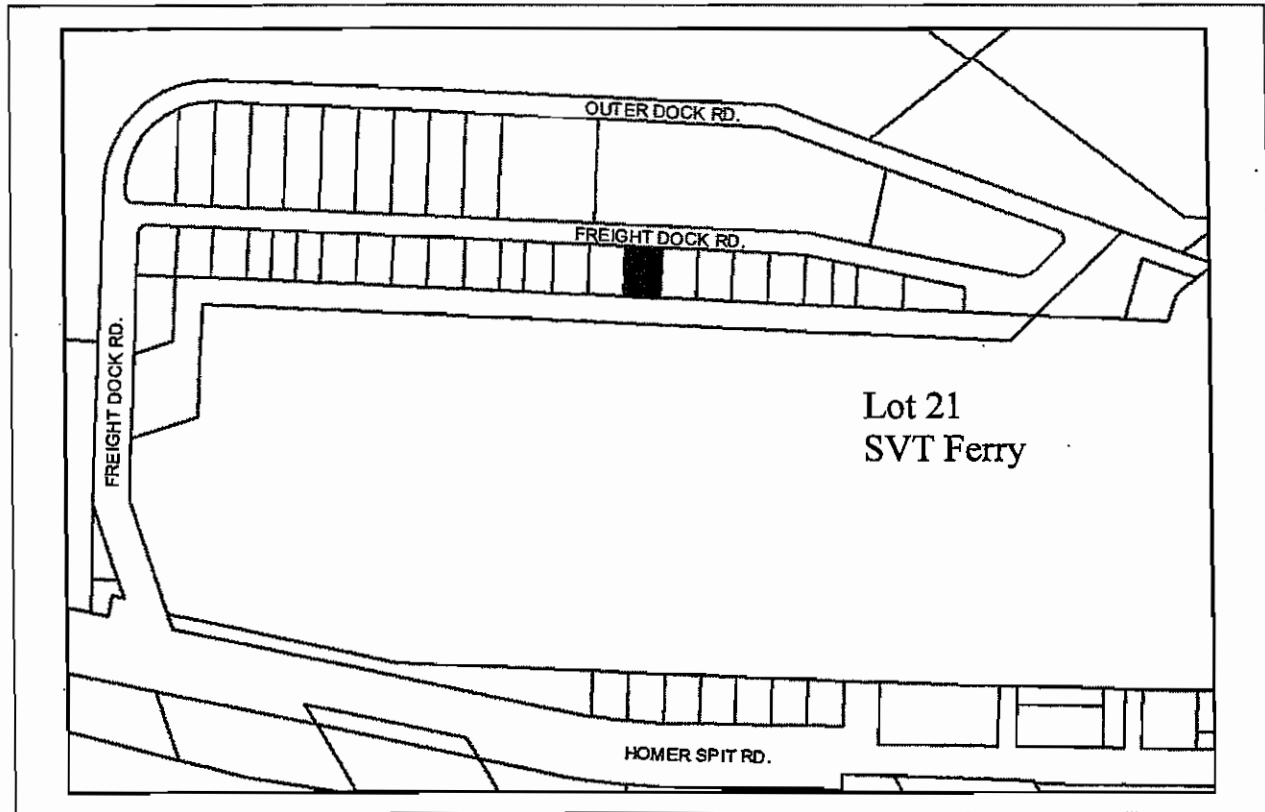 OUTER DOCK RD.
FREIGHT DOCK RD.
FREIGHT DOCK RD.
Lot 21
SVT Ferry
HOMER SPIT RD.